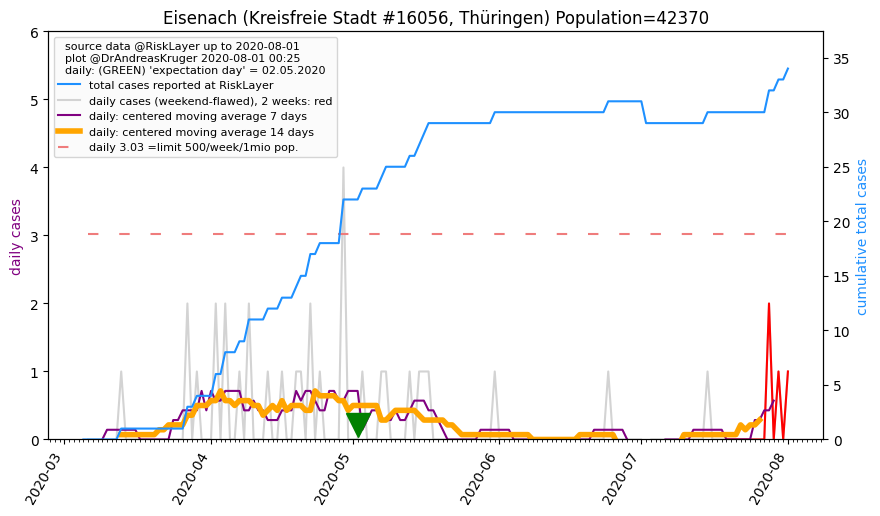 Eisenach (Kreisfreie Stadt #16056, Thüringen) Population=42370
source data @RiskLayer up to 2020-08-01
plot @DrAndreasKruger 2020-08-01 00:25
daily: (GREEN) 'expectation day' = 02.05.2020
total cases reported at RiskLayer
daily cases (weekend-flawed), 2 weeks: red
daily: centered moving average 7 days
daily: centered moving average 14 days
daily 3.03 =limit 500/week/1mio pop.
daily cases
6
5
4
3
2
1
0
cumulative total cases
35
30
25
20
15
10
5
0
2020-03
2020-04
2020-05
2020-06
2020-07
2020-08